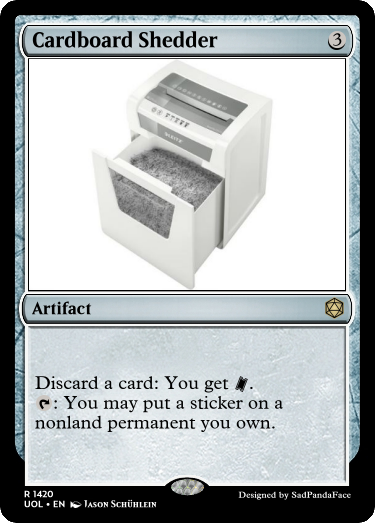 Cardboard Shedder 3
Artifact
Discard a card: You get .
: You may put a sticker on a
nonland permanent you own.
R 1420
UOL • EN Jason Schühlein
Designed by SadPandaFace